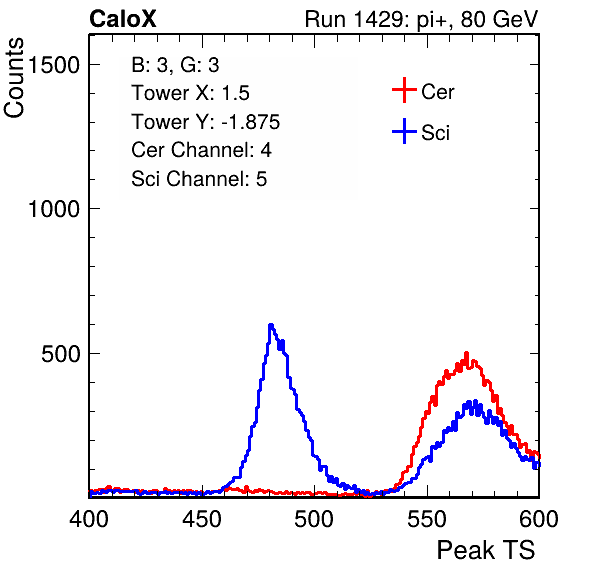 CaloX Run 1429: pi+, 80 GeV
Counts
1500
1000
500
B: 3, G: 3
Tower X: 1.5
Tower Y: -1.875
Cer Channel: 4
Sci Channel: 5
Cer
Sci
400 450 500 550 600
Peak TS